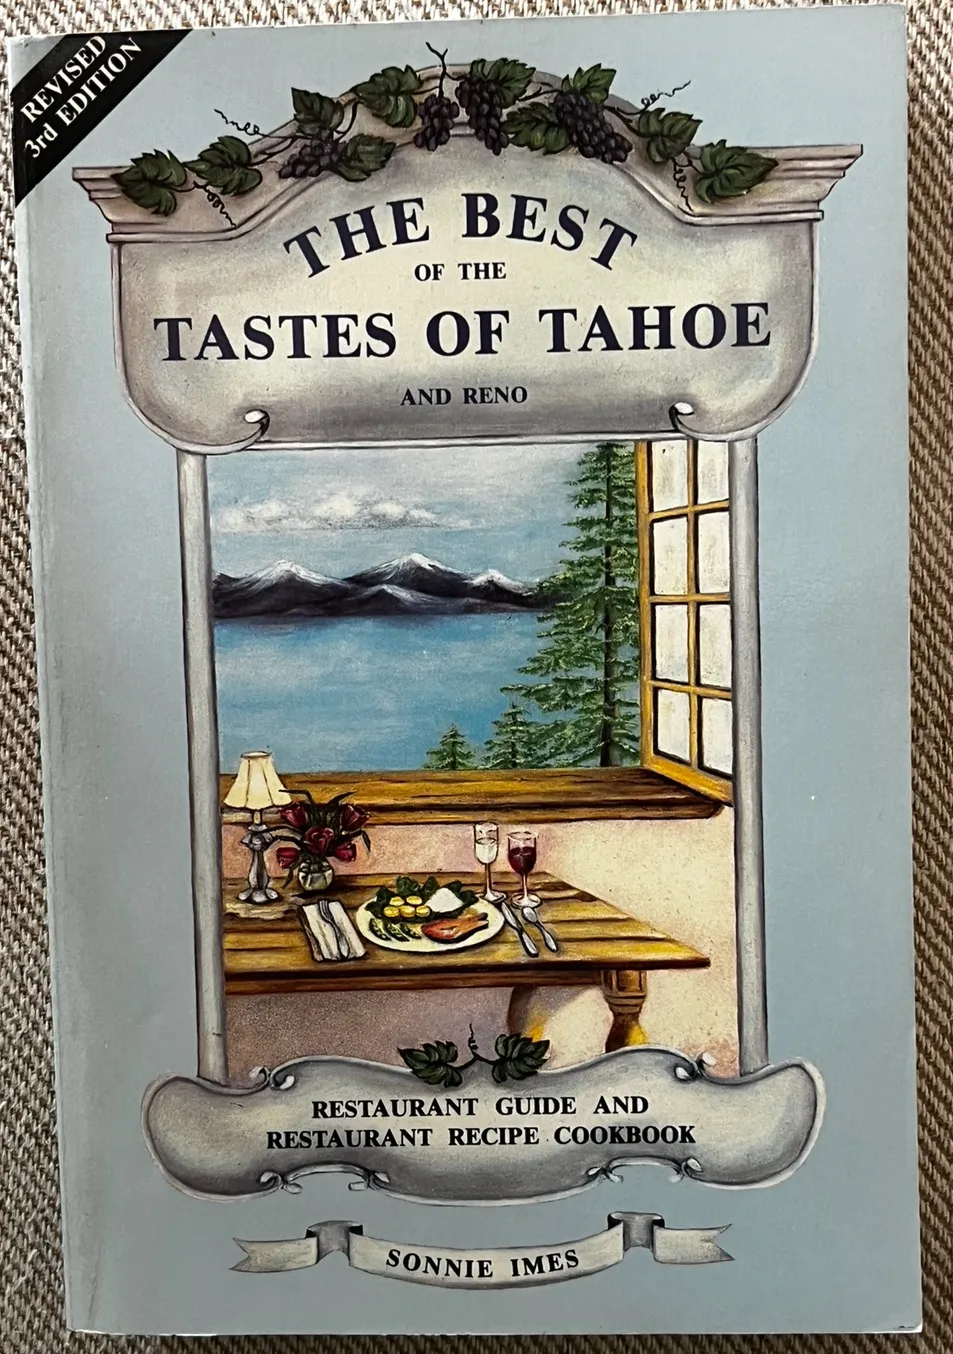 REVISED
3rd EDITION
THE BEST
OF THE
TASTES OF TAHOE
AND RENO
RESTAURANT GUIDE AND
RESTAURANT RECIPE COOKBOOK
SONNIE IMES